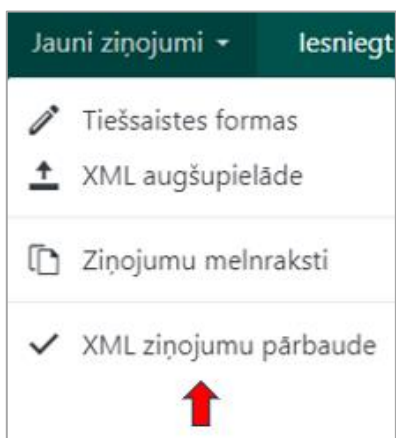 Jauni ziņojumi Iesniegt
Tiešsaistes formas
XML augšupielāde
Ziņojumu melnraksti
XML ziņojumu pārbaude